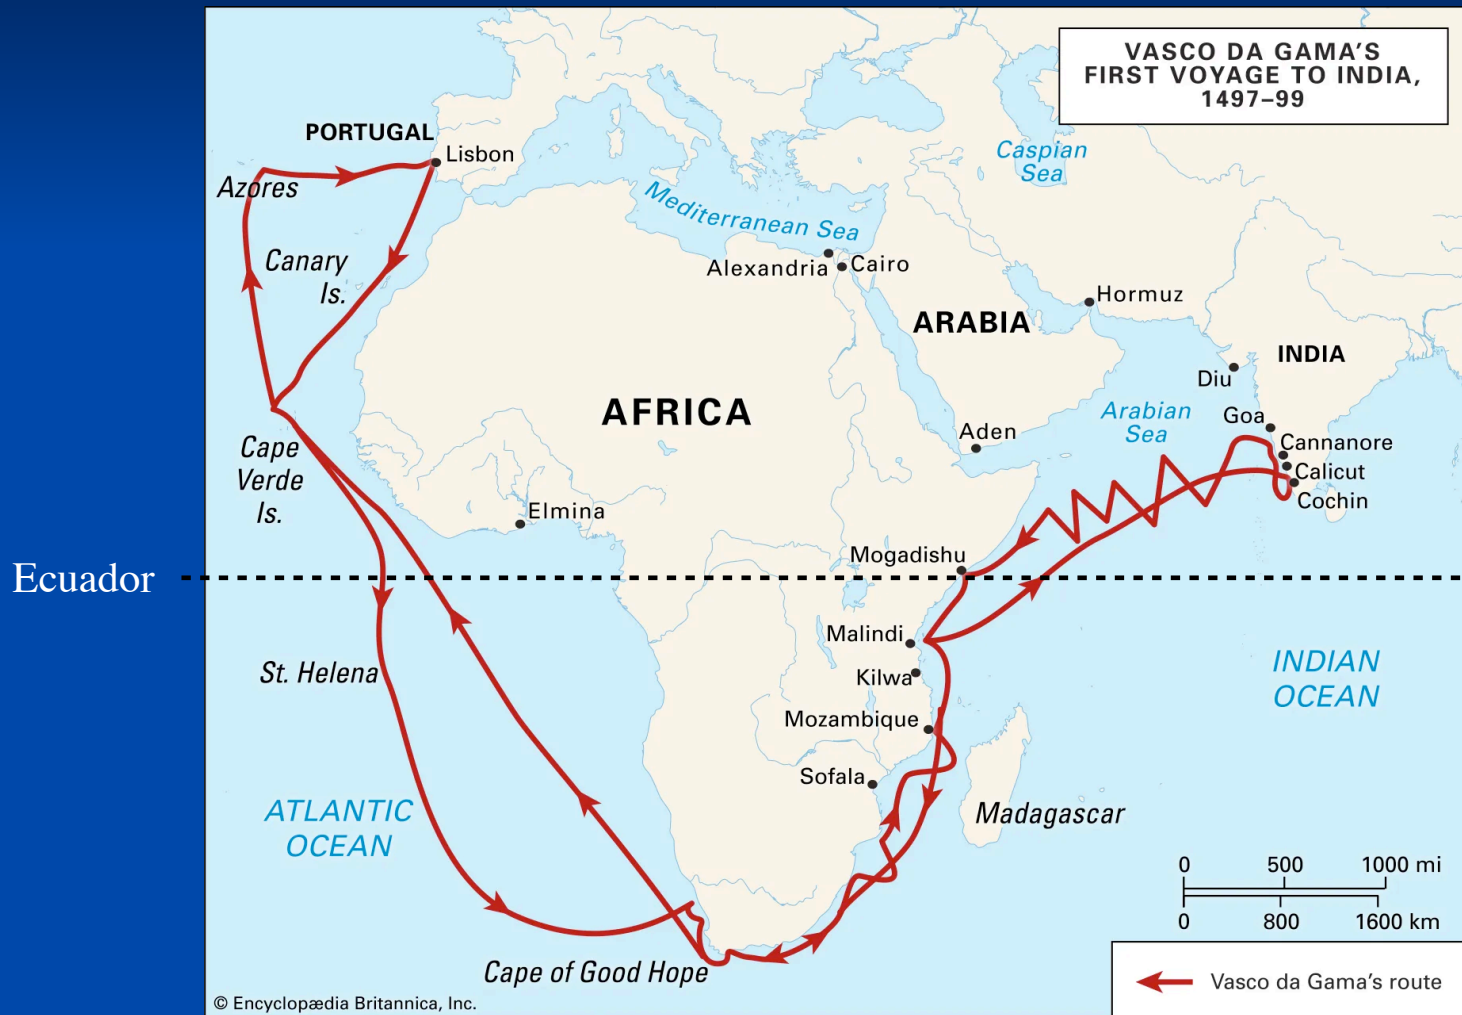 VASCO DA GAMA'S
FIRST VOYAGE TO INDIA,
1497–99
PORTUGAL
Lisbon
Azores
Caspian
Sea
Mediterranean Sea
Canary
Is.
Alexandria
Cairo
Hormuz
ARABIA
INDIA
Diu
AFRICA
Arabian
Sea
Goa
Aden
Cannanore
Cape
Verde
Is.
Calicut
Cochin
Elmina
Mogadishu
Ecuador
Malindi
St. Helena
Kilwa
INDIAN
OCEAN
Mozambique
Sofala
ATLANTIC
OCEAN
Madagascar
0 500 1000 mi
0 800 1600 km
Cape of Good Hope
Vasco da Gama's route
© Encyclopædia Britannica, Inc.